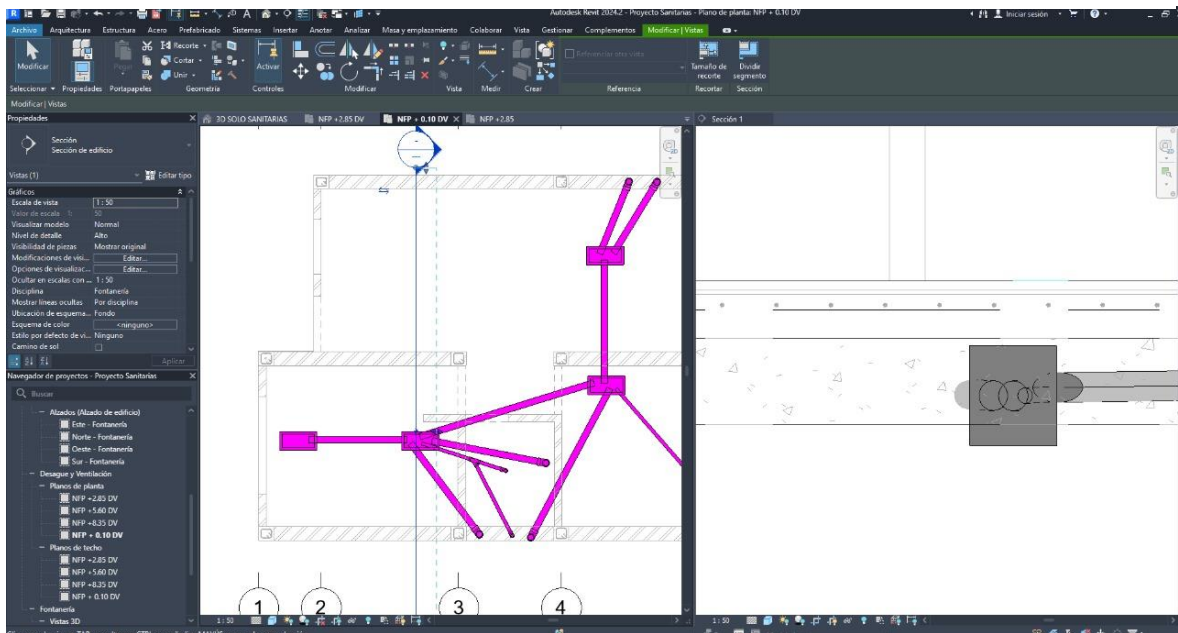 Autodesk Revit 2024.2 - Proyecto Sanitarias - Plano de planta: NFP + 0.10 DV
Iniciar sesión
Archivo Arquitectura Estructura Acero Prefabricado Sistemas Insertar Anotar Analizar Masa y emplazamiento Colaborar Vista Gestionar Complementos Modificar | Vistas
Modificar
Propiedades
Pegar
Recorte
Cortar
Unir
Activar
Referenciar otra vista
Tamaño de recorte
Divide segmento
Seleccionar Propiedades Portapapeles Geometría Controles Modificar Vista Medir Crear Referencia Recortar Sección
Modificar | Vistas
Propiedades
3D SOLO SANITARIAS NFP +2.85 DV NFP + 0.10 DV NFP +2.85 Sección 1
Sección
Sección de edificio
Vistas (1) Editar tipo
Gráficos
Escala de vista 1 : 50
Valor de escala 1: 50
Visualizar modelo Normal
Nivel de detalle Alto
Visibilidad de piezas Mostrar original
Modificaciones de visi... Editar...
Opciones de visualizac... Editar...
Ocultar en escalas con ... 1 : 50
Disciplina Fontanería
Mostrar líneas ocultas Por disciplina
Ubicación de esquema... Fondo
Esquema de color <ninguno>
Estilo por defecto de vi... Ninguno
Camino de sol
Aplicar
Navegador de proyectos - Proyecto Sanitarias
Buscar
Alzados (Alzado de edificio)
Este - Fontanería
Norte - Fontanería
Oeste - Fontanería
Sur - Fontanería
Desague y Ventilación
Planos de planta
NFP +2.85 DV
NFP +5.60 DV
NFP +8.35 DV
NFP + 0.10 DV
Planos de techo
NFP +2.85 DV
NFP +5.60 DV
NFP +8.35 DV
NFP + 0.10 DV
Fontanería
Vistas 3D
1 2 3 4
1 : 50
1 : 50